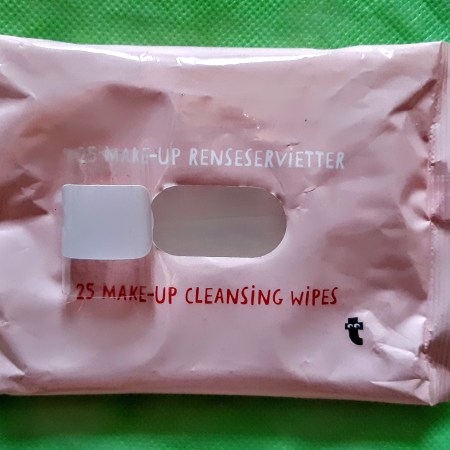 25 MAKE-UP RENSESERVIETTER
25 MAKE-UP CLEANSING WIPES
t